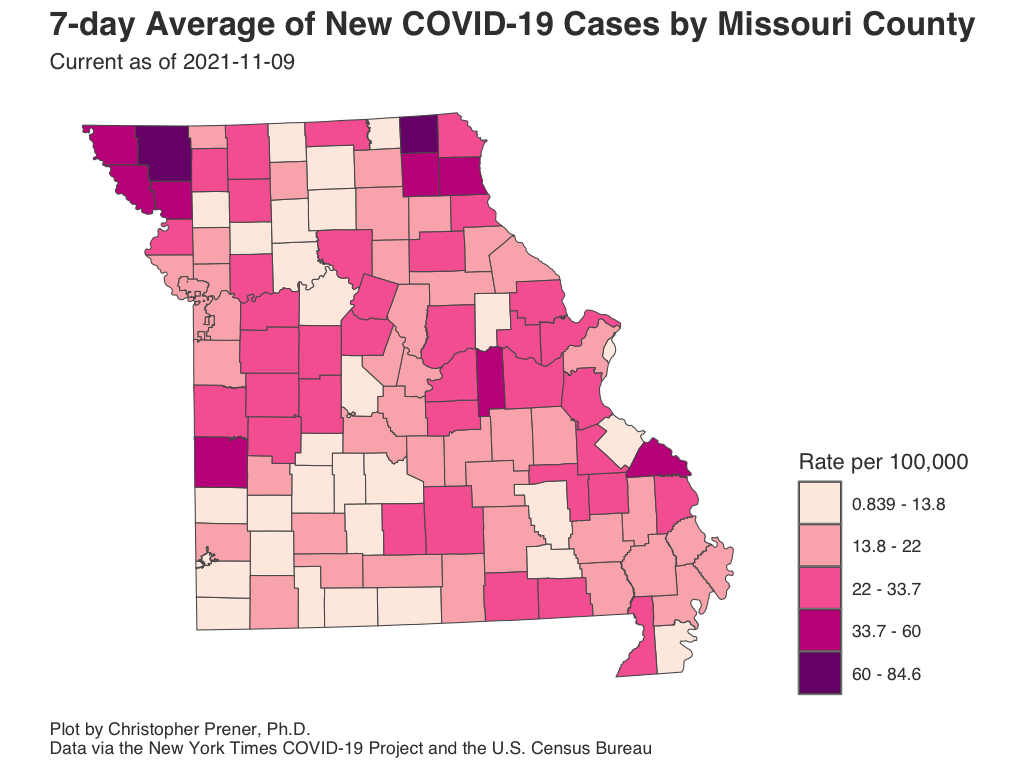 7-day Average of New COVID-19 Cases by Missouri County
Current as of 2021-11-09
Rate per 100,000
0.839 - 13.8
13.8 - 22
22 - 33.7
33.7 - 60
60 - 84.6
Plot by Christopher Prener, Ph.D.
Data via the New York Times COVID-19 Project and the U.S. Census Bureau